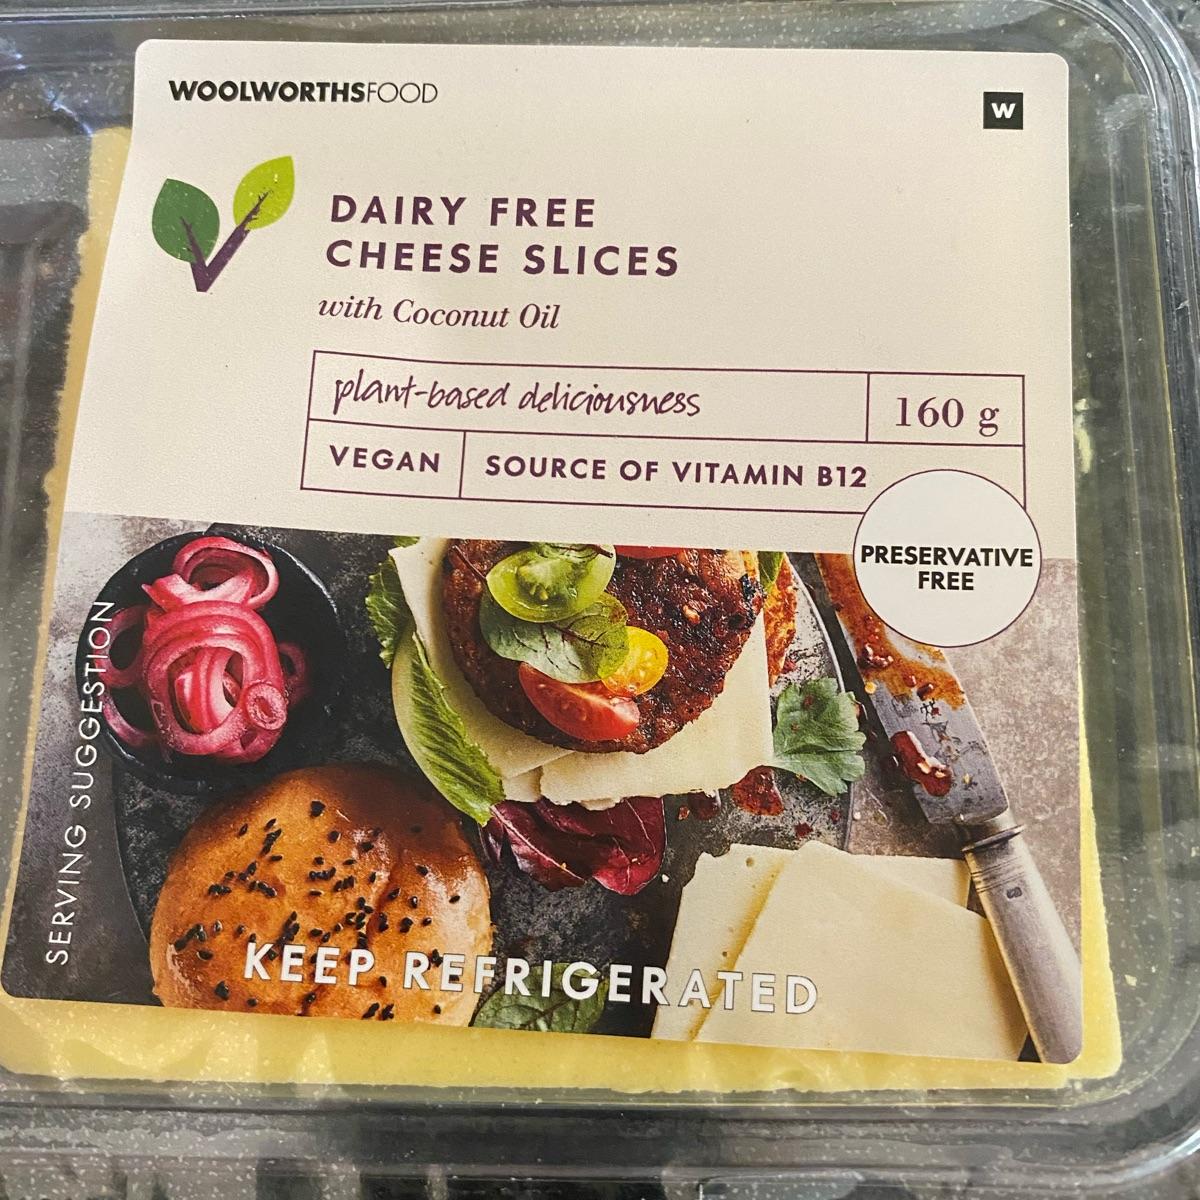 WOOLWORTHSFOOD
W
DAIRY FREE
CHEESE SLICES
with Coconut Oil
plant-based deliciousness
160 g
VEGAN
SOURCE OF VITAMIN B12
PRESERVATIVE
FREE
SERVING SUGGESTION
KEEP REFRIGERATED